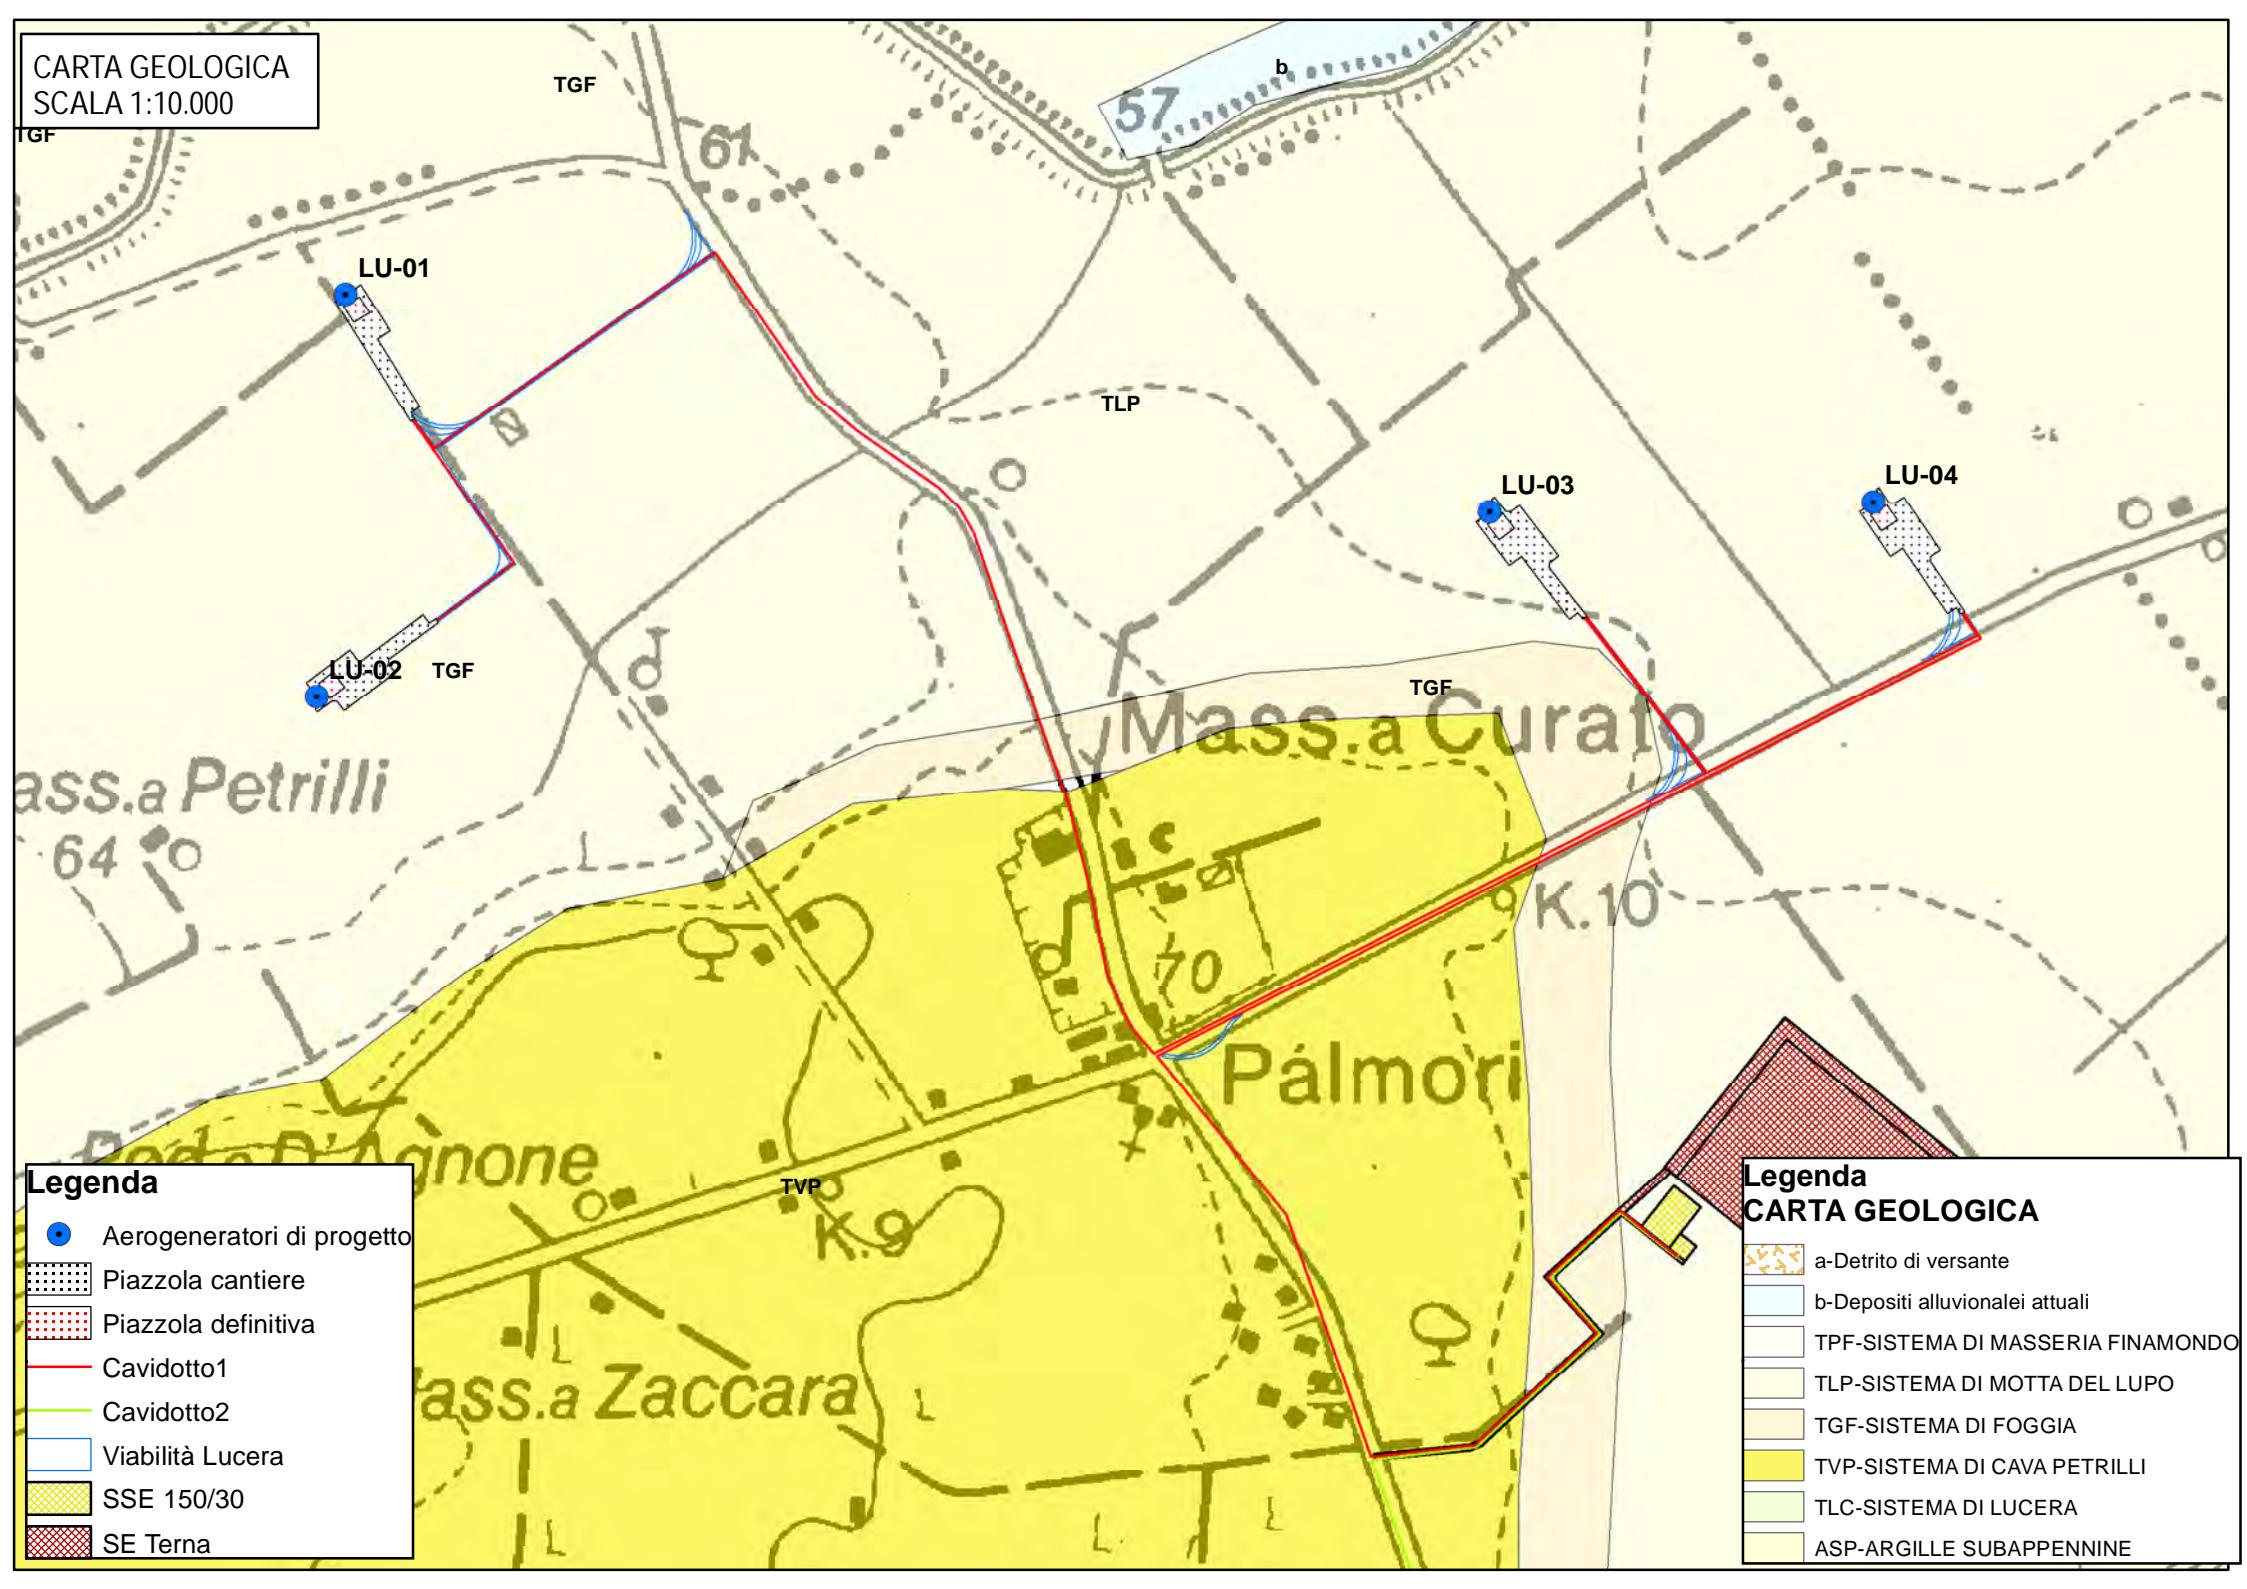 CARTA GEOLOGICA
SCALA 1:10.000
TGF
TGF
b
57
61
LU-01
TLP
LU-03
LU-04
LU-02
TGF
TGF
Mass.a Curato
ass.a Petrilli
64
K.10
70
Palmori
D'Agnone
TVP
K.9
ass.a Zaccara
L
L
L
L
L
L
Legenda
Aerogeneratori di progetto
Piazzola cantiere
Piazzola definitiva
Cavidotto1
Cavidotto2
Viabilità Lucera
SSE 150/30
SE Terna
Legenda
CARTA GEOLOGICA
a-Detrito di versante
b-Depositi alluvionalei attuali
TPF-SISTEMA DI MASSERIA FINAMONDO
TLP-SISTEMA DI MOTTA DEL LUPO
TGF-SISTEMA DI FOGGIA
TVP-SISTEMA DI CAVA PETRILLI
TLC-SISTEMA DI LUCERA
ASP-ARGILLE SUBAPPENNINE